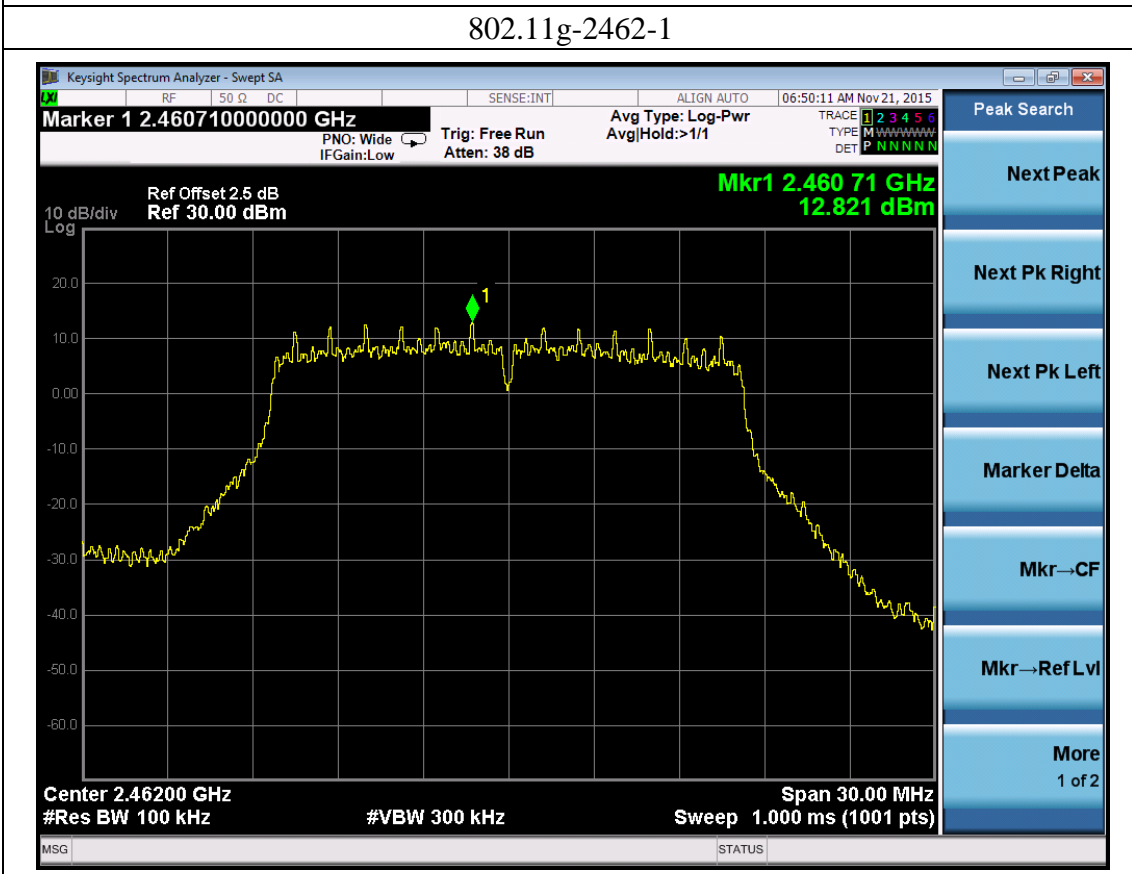 802.11g-2462-1
Keysight Spectrum Analyzer - Swept SA
LXI RF 50 Ω DC SENSE:INT ALIGN AUTO 06:50:11 AM Nov 21, 2015
Marker 1 2.460710000000 GHz
PNO: Wide
IFGain:Low
Trig: Free Run
Atten: 38 dB
Avg Type: Log-Pwr
Avg|Hold:>1/1
TRACE 1 2 3 4 5 6
TYPE M WWWWW
DET P N N N N N
Mkr1 2.460 71 GHz
12.821 dBm
Ref Offset 2.5 dB
10 dB/div Ref 30.00 dBm
Log
20.0
10.0
0.00
-10.0
-20.0
-30.0
-40.0
-50.0
-60.0
1
Center 2.46200 GHz Span 30.00 MHz
#Res BW 100 kHz #VBW 300 kHz Sweep 1.000 ms (1001 pts)
MSG STATUS
Peak Search
Next Peak
Next Pk Right
Next Pk Left
Marker Delta
Mkr→CF
Mkr→Ref Lvl
More
1 of 2